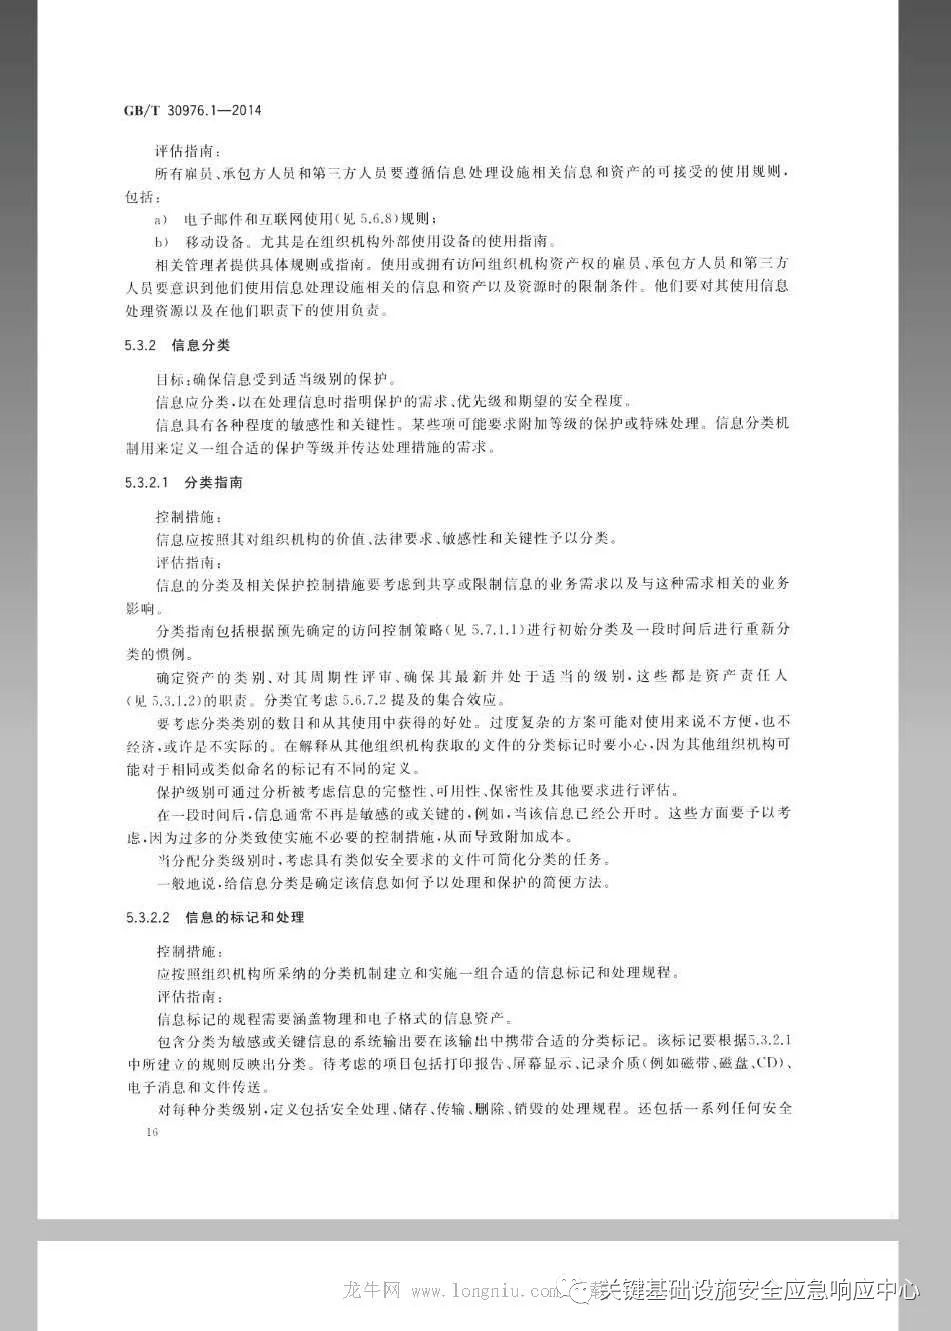 GB/T 30976.1—2014
评估指南：
所有雇员、承包方人员和第三方人员要遵循信息处理设施相关信息和资产的可接受的使用规则，
包括：
a) 电子邮件和互联网使用(见 5.6.8)规则；
b) 移动设备。尤其是在组织机构外部使用设备的使用指南。
相关管理者提供具体规则或指南。使用或拥有访问组织机构资产权的雇员、承包方人员和第三方
人员要意识到他们使用信息处理设施相关的信息和资产以及资源时的限制条件。他们要对其使用信息
处理资源以及在他们职责下的使用负责。
5.3.2 信息分类
目标：确保信息受到适当级别的保护。
信息应分类，以在处理信息时指明保护的需求、优先级和期望的安全程度。
信息具有各种程度的敏感性和关键性。某些项可能要求附加等级的保护或特殊处理。信息分类机
制用来定义一组合适的保护等级并传达处理措施的需求。
5.3.2.1 分类指南
控制措施：
信息应按照其对组织机构的价值、法律要求、敏感性和关键性予以分类。
评估指南：
信息的分类及相关保护控制措施要考虑到共享或限制信息的业务需求以及与这种需求相关的业务
影响。
分类指南包括根据预先确定的访问控制策略(见 5.7.1.1)进行初始分类及一段时间后进行重新分
类的惯例。
确定资产的类别、对其周期性评审、确保其最新并处于适当的级别，这些都是资产责任人
(见 5.3.1.2)的职责。分类宜考虑 5.6.7.2 提及的集合效应。
要考虑分类类别的数目和从其使用中获得的好处。过度复杂的方案可能对使用来说不方便，也不
经济，或许是不实际的。在解释从其他组织机构获取的文件的分类标记时要小心，因为其他组织机构可
能对于相同或类似命名的标记有不同的定义。
保护级别可通过分析被考虑信息的完整性、可用性、保密性及其他要求进行评估。
在一段时间后，信息通常不再是敏感的或关键的，例如，当该信息已经公开时。这些方面要予以考
虑，因为过多的分类致使实施不必要的控制措施，从而导致附加成本。
当分配分类级别时，考虑具有类似安全要求的文件可简化分类的任务。
一般地说，给信息分类是确定该信息如何予以处理和保护的简便方法。
5.3.2.2 信息的标记和处理
控制措施：
应按照组织机构所采纳的分类机制建立和实施一组合适的信息标记和处理规程。
评估指南：
信息标记的规程需要涵盖物理和电子格式的信息资产。
包含分类为敏感或关键信息的系统输出要在该输出中携带合适的分类标记。该标记要根据5.3.2.1
中所建立的规则反映出分类。待考虑的项目包括打印报告、屏幕显示、记录介质(例如磁带、磁盘、CD)、
电子消息和文件传送。
对每种分类级别，定义包括安全处理、储存、传输、删除、销毁的处理规程。还包括一系列任何安全
16
龙牛网 www.longniu.com 关键基础设施安全应急响应中心